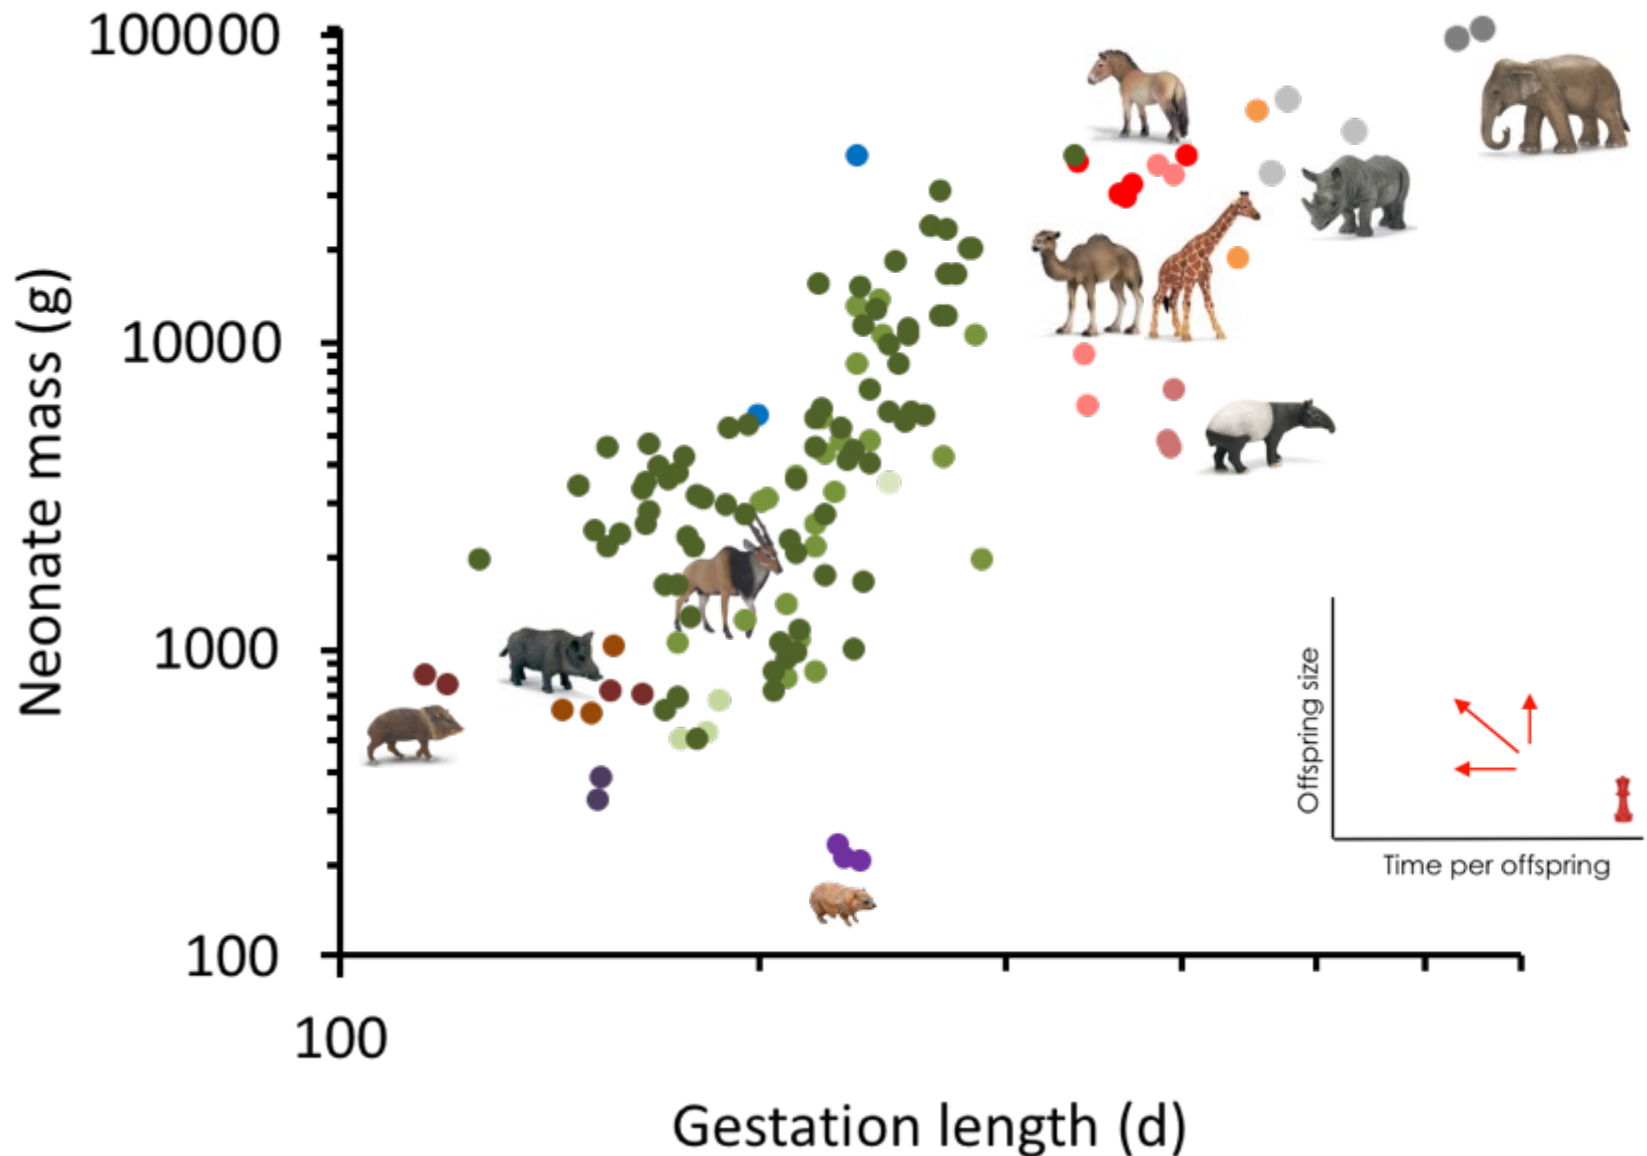 100000
10000
1000
100
Neonate mass (g)
100
Gestation length (d)
Offspring size
Time per offspring